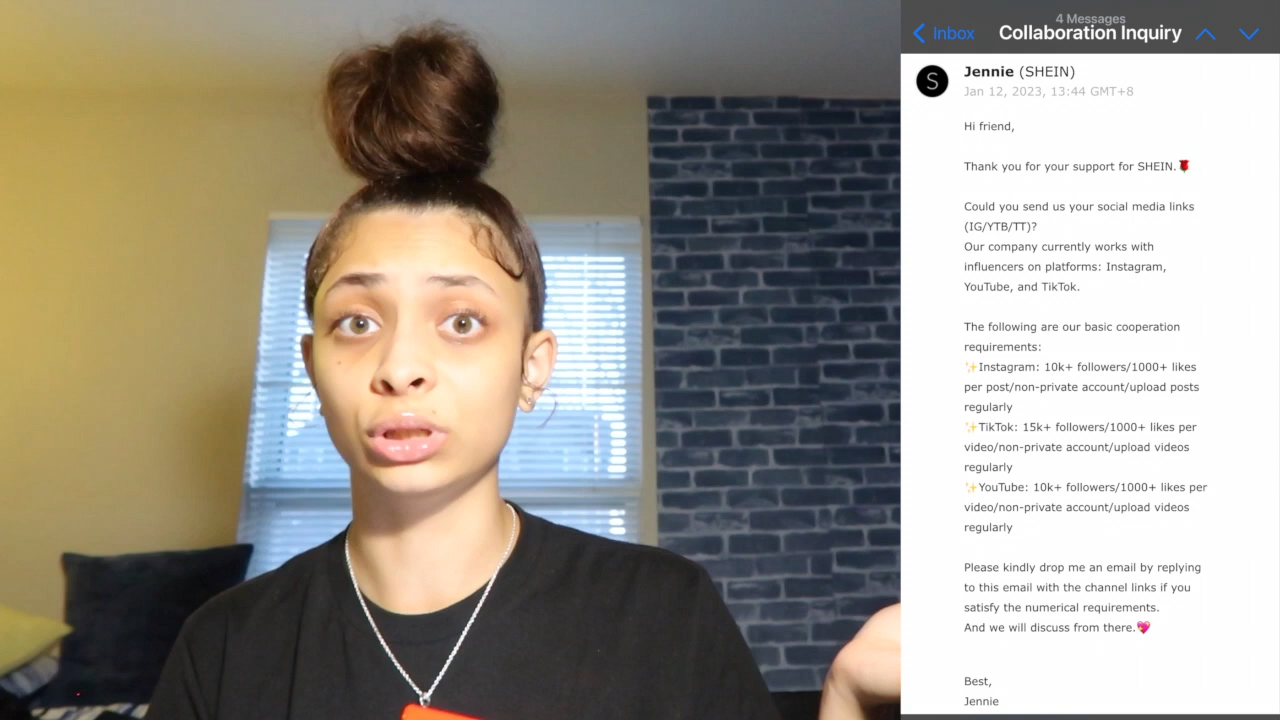 4 Messages
Inbox
Collaboration Inquiry
S
Jennie (SHEIN)
Jan 12, 2023, 13:44 GMT+8
Hi friend,
Thank you for your support for SHEIN.🌹
Could you send us your social media links
(IG/YTB/TT)?
Our company currently works with
influencers on platforms: Instagram,
YouTube, and TikTok.
The following are our basic cooperation
requirements:
✨Instagram: 10k+ followers/1000+ likes
per post/non-private account/upload posts
regularly
✨TikTok: 15k+ followers/1000+ likes per
video/non-private account/upload videos
regularly
✨YouTube: 10k+ followers/1000+ likes per
video/non-private account/upload videos
regularly
Please kindly drop me an email by replying
to this email with the channel links if you
satisfy the numerical requirements.
And we will discuss from there.💖
Best,
Jennie